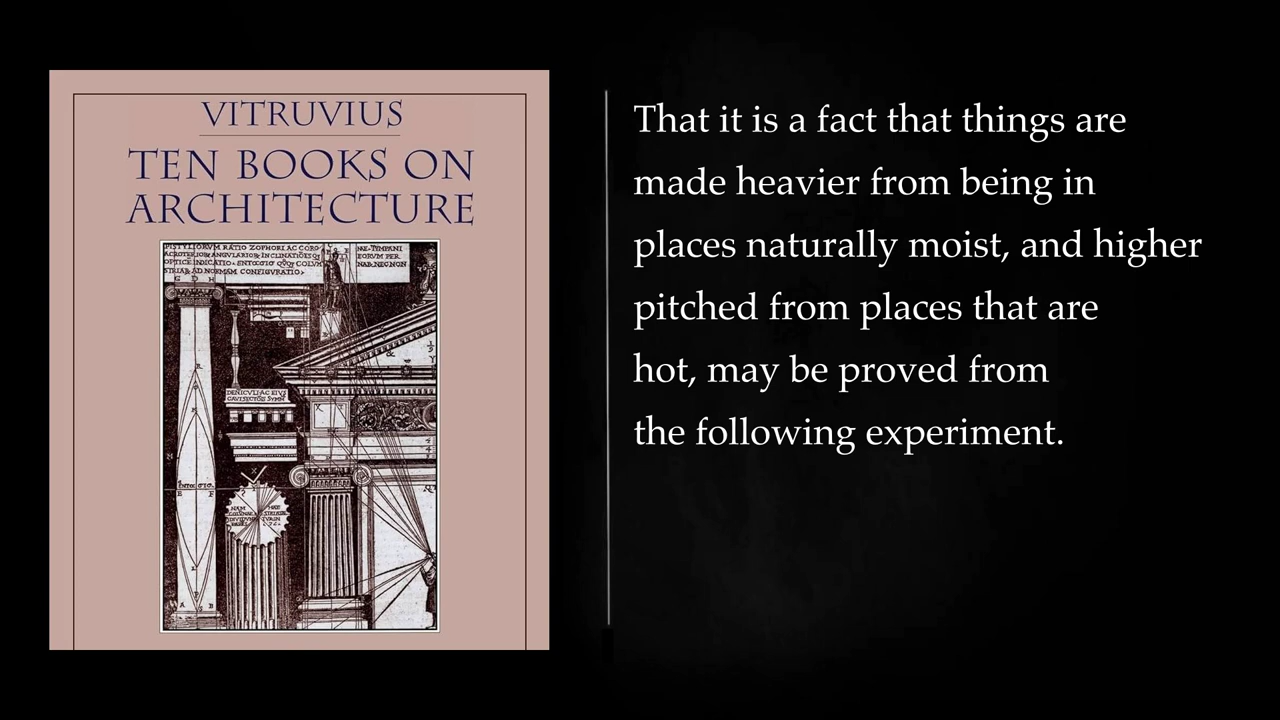 VITRUVIUS
TEN BOOKS ON
ARCHITECTURE
That it is a fact that things are
made heavier from being in
places naturally moist, and higher
pitched from places that are
hot, may be proved from
the following experiment.